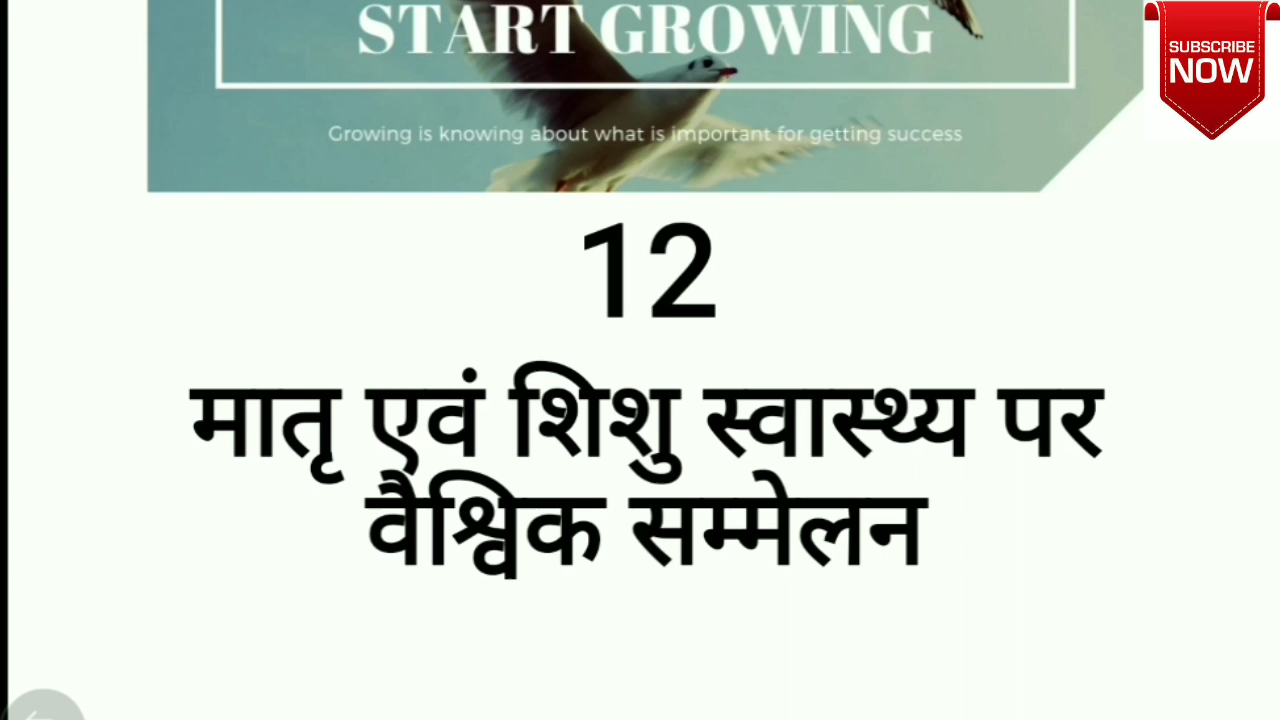 START GROWING
SUBSCRIBE
NOW
Growing is knowing about what is important for getting success
12
मातृ एवं शिशु स्वास्थ्य पर
वैश्विक सम्मेलन